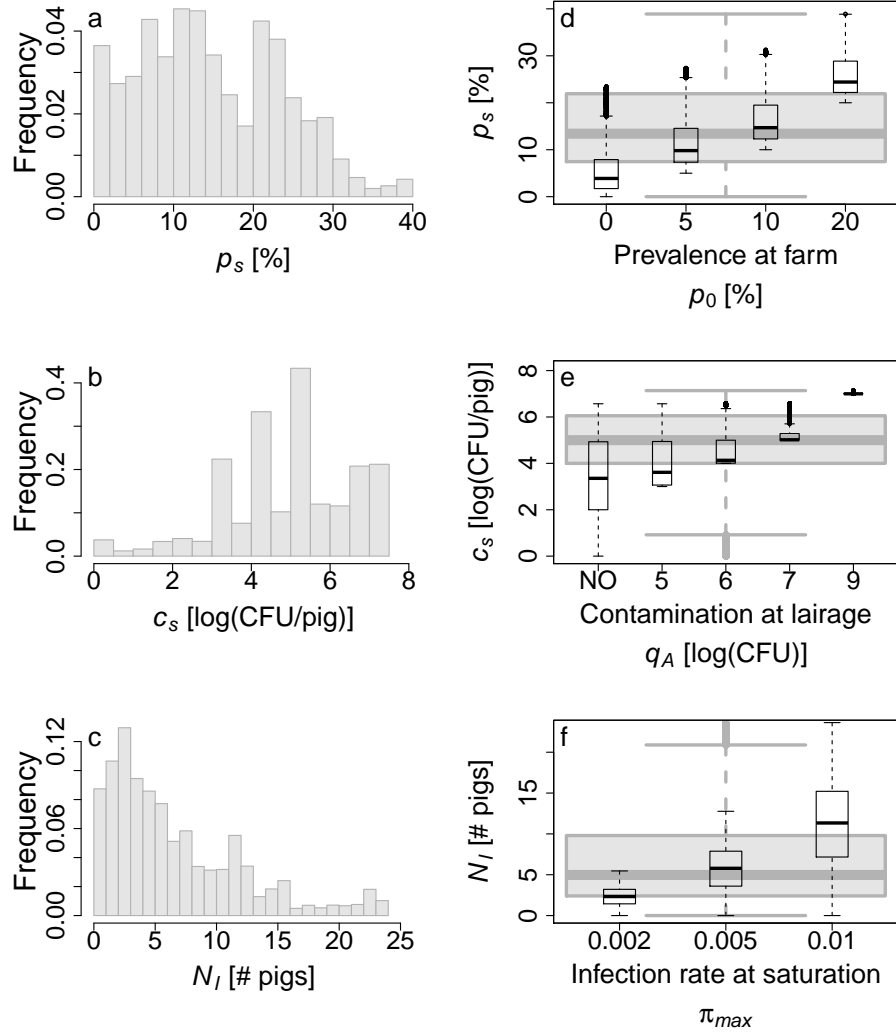 a
Frequency
0.00 0.02 0.04
0 10 20 30 40
p_s [%]
d
p_s [%]
0 10 30
0 5 10 20
Prevalence at farm
p_0 [%]
b
Frequency
0.0 0.2 0.4
0 2 4 6 8
c_s [log(CFU/pig)]
e
c_s [log(CFU/pig)]
0 2 4 6 8
NO 5 6 7 9
Contamination at lairage
q_A [log(CFU)]
c
Frequency
0.00 0.06 0.12
0 5 10 15 20 25
N_I [# pigs]
f
N_I [# pigs]
0 5 15
0.002 0.005 0.01
Infection rate at saturation
π_max